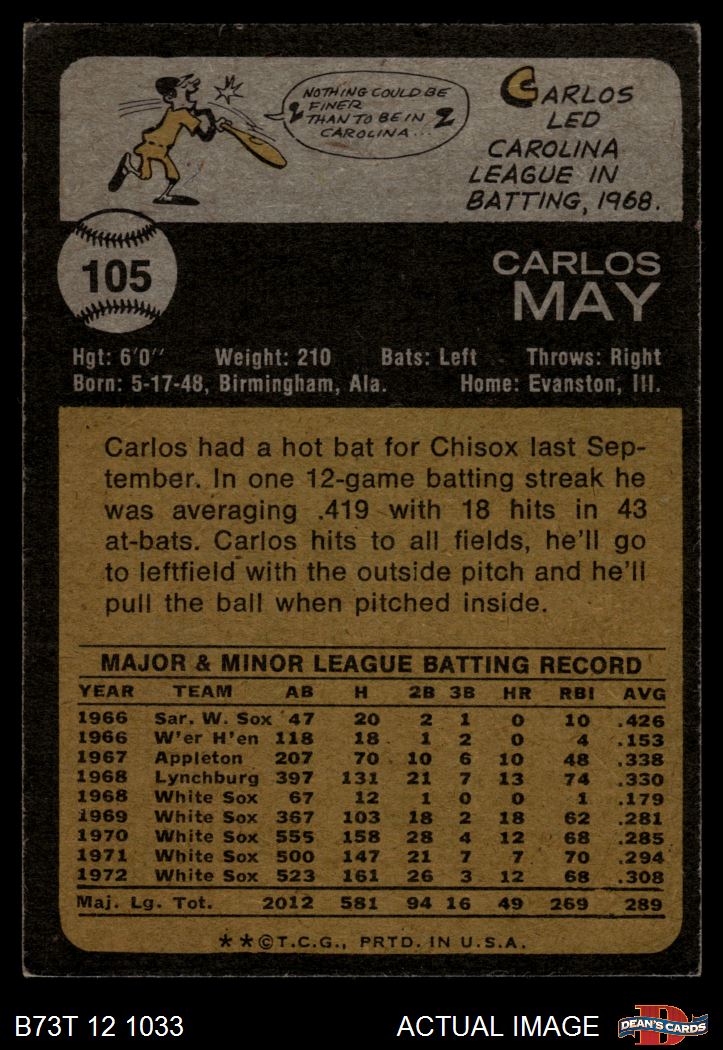 NOTHING COULD BE
FINER
THAN TO BE IN
CAROLINA...
CARLOS
LED
CAROLINA
LEAGUE IN
BATTING, 1968.
105
CARLOS
MAY
Hgt: 6'0" Weight: 210 Bats: Left Throws: Right
Born: 5-17-48, Birmingham, Ala. Home: Evanston, Ill.
Carlos had a hot bat for Chisox last Sep-
tember. In one 12-game batting streak he
was averaging .419 with 18 hits in 43
at-bats. Carlos hits to all fields, he'll go
to leftfield with the outside pitch and he'll
pull the ball when pitched inside.
MAJOR & MINOR LEAGUE BATTING RECORD
YEAR TEAM AB H 2B 3B HR RBI AVG
1966 Sar. W. Sox 47 20 2 1 0 10 .426
1966 W'er H'en 118 18 1 2 0 4 .153
1967 Appleton 207 70 10 6 10 48 .338
1968 Lynchburg 397 131 21 7 13 74 .330
1968 White Sox 67 12 1 0 0 1 .179
1969 White Sox 367 103 18 2 18 62 .281
1970 White Sox 555 158 28 4 12 68 .285
1971 White Sox 500 147 21 7 7 70 .294
1972 White Sox 523 161 26 3 12 68 .308
Maj. Lg. Tot. 2012 581 94 16 49 269 289
**©T.C.G., PRTD. IN U.S.A.
B73T 12 1033 ACTUAL IMAGE D DEAN'S CARDS